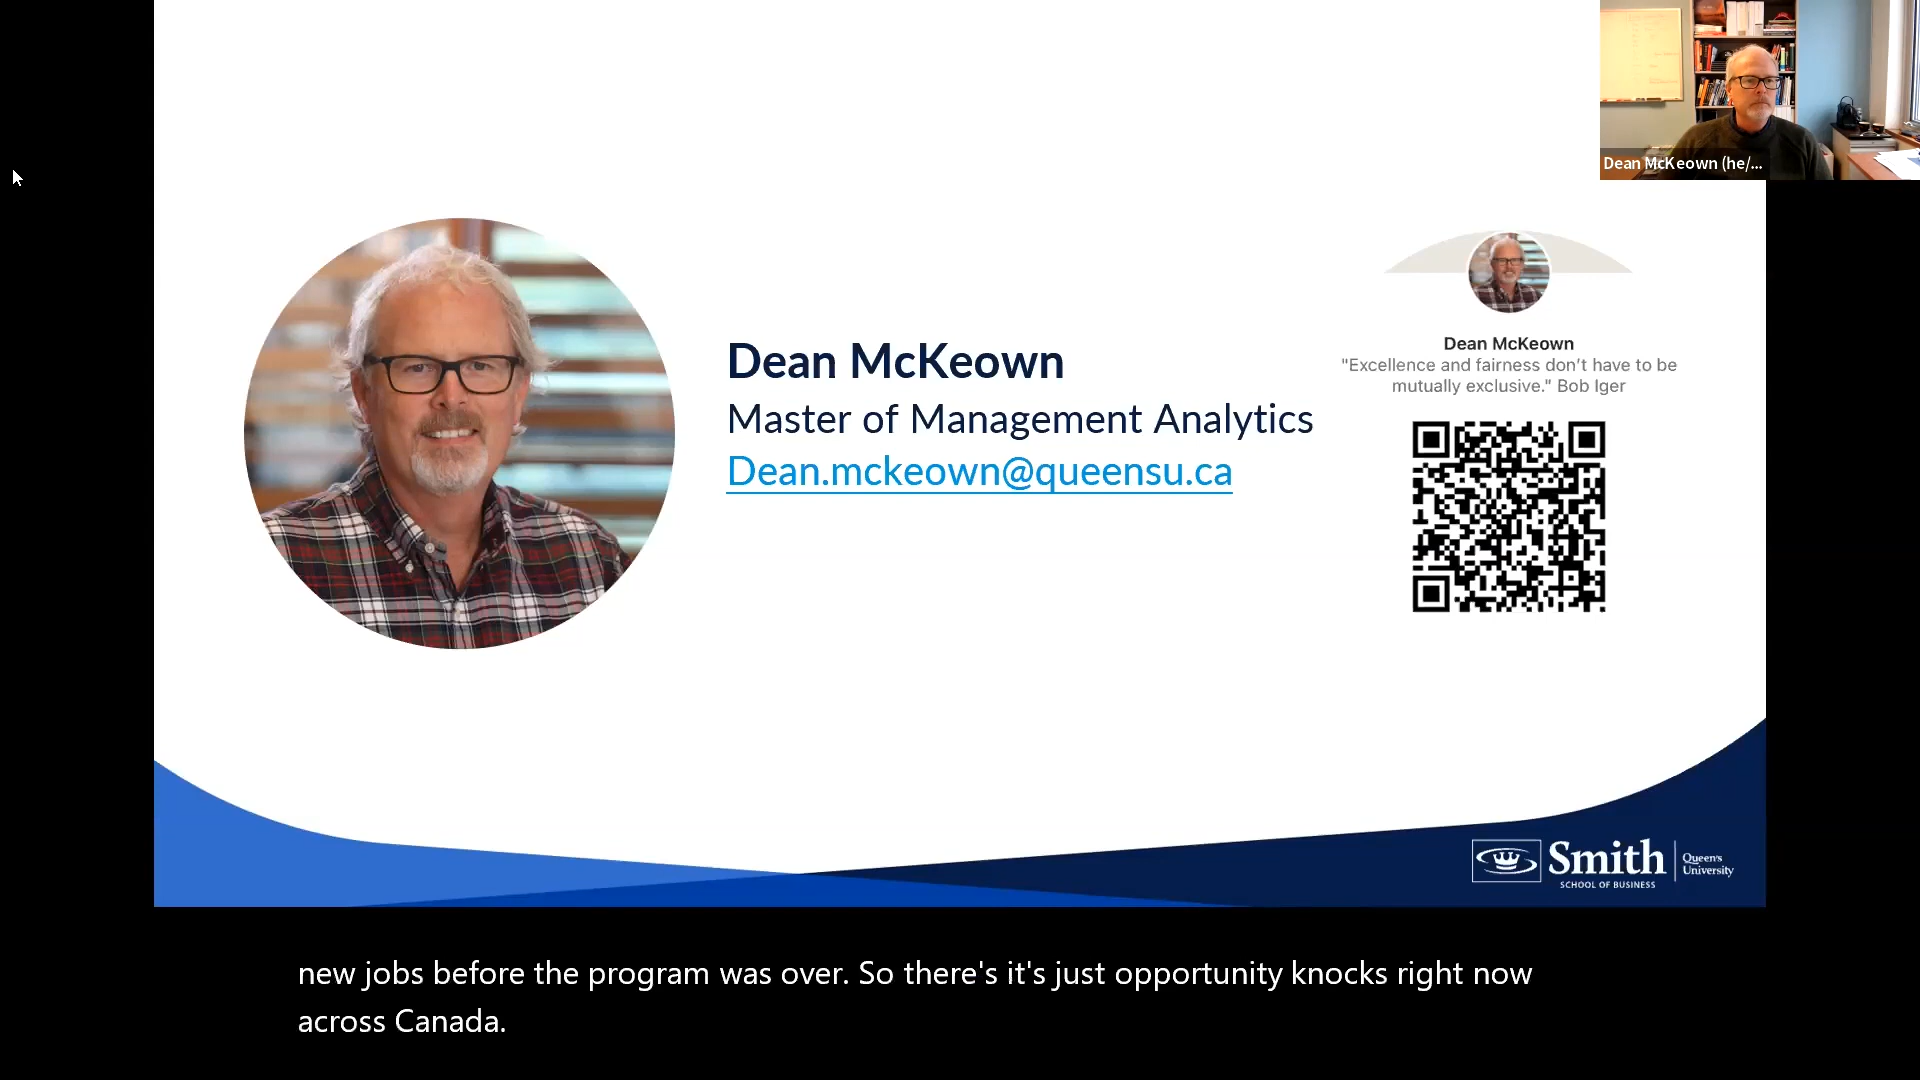 Dean McKeown (he/...
Dean McKeown
Master of Management Analytics
Dean.mckeown@queensu.ca
Dean McKeown
"Excellence and fairness don’t have to be
mutually exclusive." Bob Iger
Smith
SCHOOL OF BUSINESS
Queen's
University
new jobs before the program was over. So there's it's just opportunity knocks right now
across Canada.